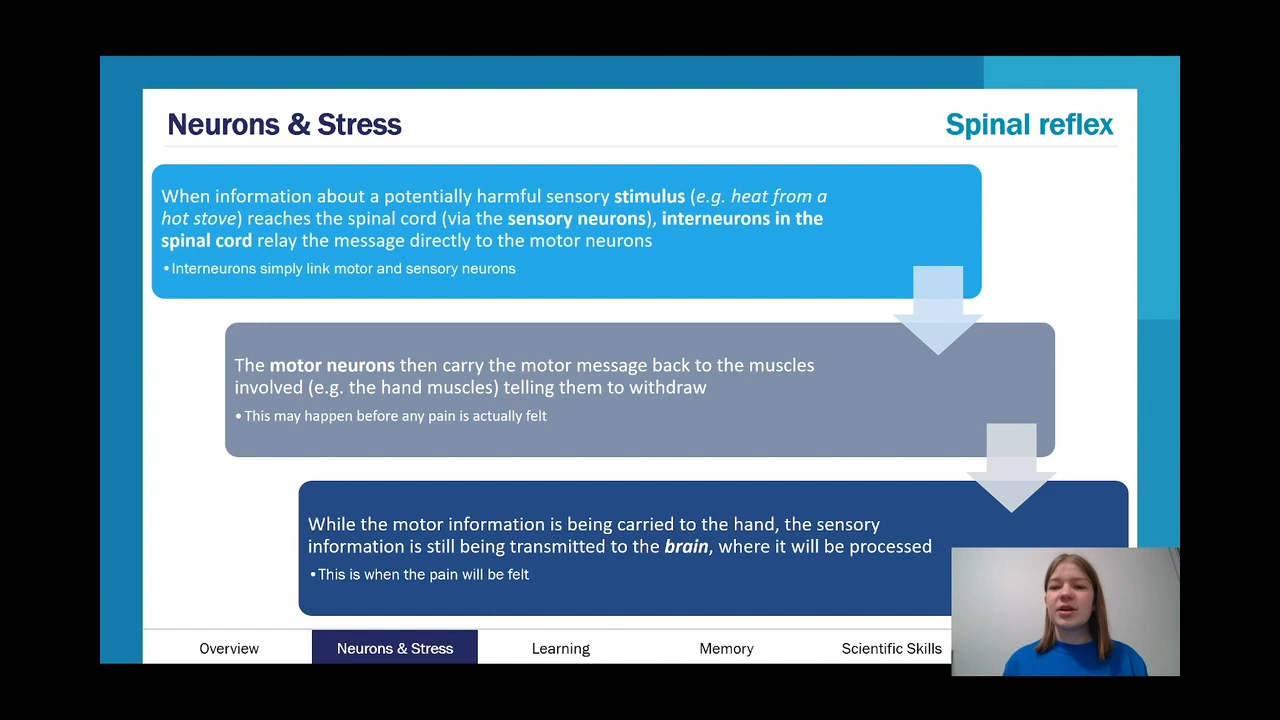 Neurons & Stress
Spinal reflex
When information about a potentially harmful sensory stimulus (e.g. heat from a
hot stove) reaches the spinal cord (via the sensory neurons), interneurons in the
spinal cord relay the message directly to the motor neurons
•Interneurons simply link motor and sensory neurons
The motor neurons then carry the motor message back to the muscles
involved (e.g. the hand muscles) telling them to withdraw
•This may happen before any pain is actually felt
While the motor information is being carried to the hand, the sensory
information is still being transmitted to the brain, where it will be processed
•This is when the pain will be felt
Overview
Neurons & Stress
Learning
Memory
Scientific Skills